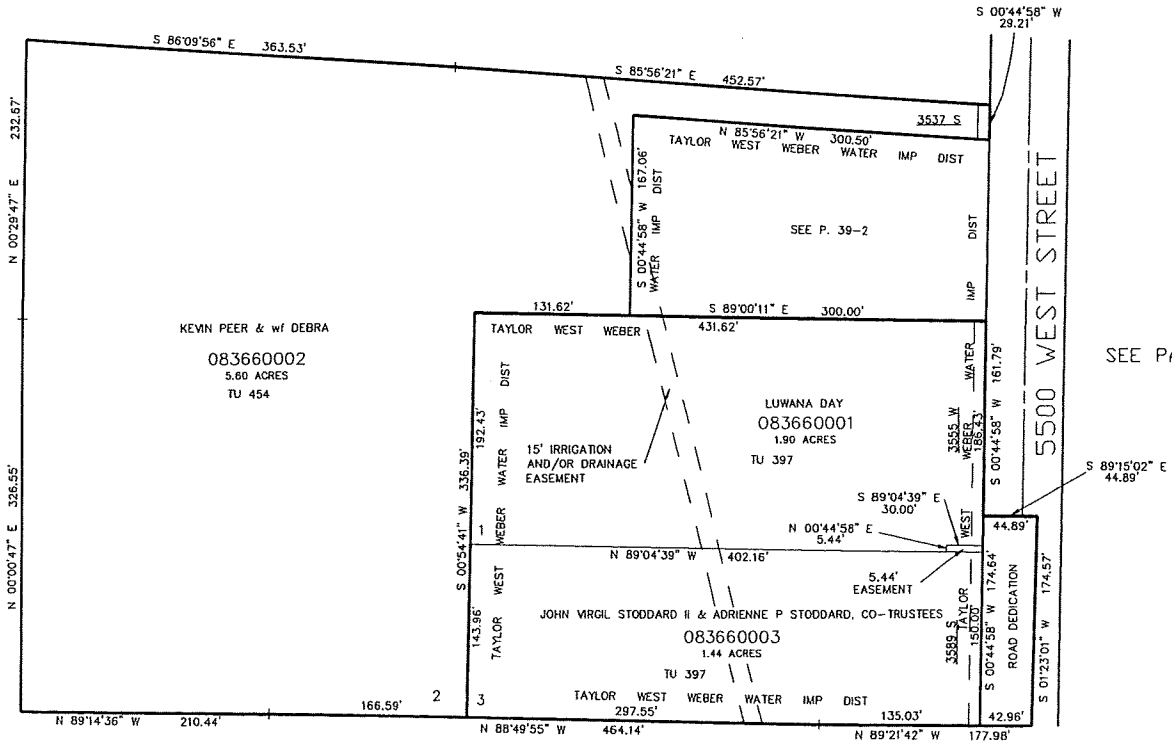 S 00°44'58" W
29.21'
S 86°09'56" E 363.53'
S 85°56'21" E 452.57'
3537 S
N 85°56'21" W 300.50'
TAYLOR WEST WEBER WATER IMP DIST
232.67'
N 00°29'47" E
S 00°44'58" W 167.06'
WATER IMP DIST
SEE P. 39-2
IMP DIST
5500 WEST STREET
131.62'
S 89°00'11" E 300.00'
TAYLOR WEST WEBER
431.62'
KEVIN PEER & wf DEBRA
083660002
5.60 ACRES
TU 454
SEE
LUWANA DAY
083660001
1.90 ACRES
TU 397
15' IRRIGATION
AND/OR DRAINAGE
EASEMENT
192.43'
S 00°54'41" W 336.39'
TAYLOR WEST WEBER WATER IMP DIST
3555 W
186.43'
S 00°44'58" W 161.79'
TAYLOR WEST WEBER WATER
S 89°15'02" E
44.89'
S 89°04'39" E
30.00'
44.89'
N 00°44'58" E
5.44'
1
N 89°04'39" W 402.16'
5.44'
EASEMENT
N 00°00'47" E 326.55'
143.96'
JOHN VIRGIL STODDARD II & ADRIENNE P STODDARD, CO-TRUSTEES
083660003
1.44 ACRES
TU 397
3589 S
150.00'
S 00°44'58" W 174.64'
ROAD DEDICATION
S 01°23'01" W 174.57'
2
3
TAYLOR WEST WEBER WATER IMP DIST
166.59'
297.55'
135.03'
42.96'
N 89°14'36" W 210.44'
N 88°49'55" W 464.14'
N 89°21'42" W 177.98'